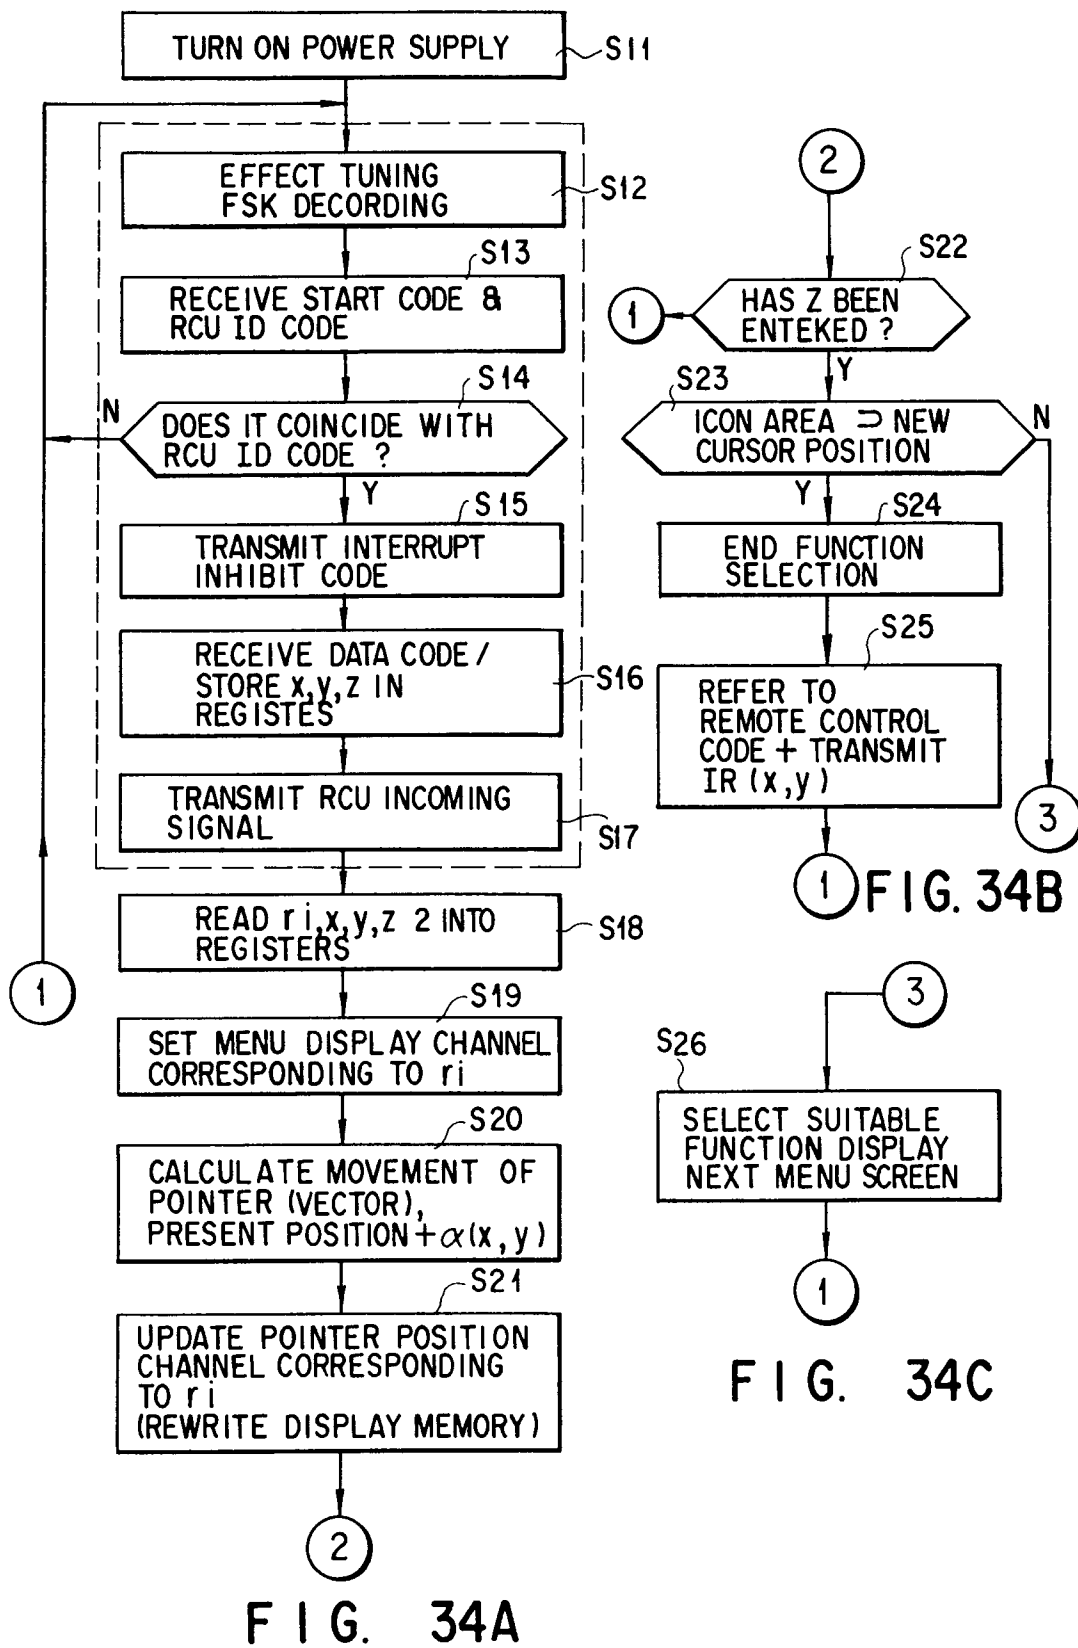 TURN ON POWER SUPPLY
S11
EFFECT TUNING
FSK DECORDING
S12
S13
RECEIVE START CODE &
RCU ID CODE
S14
N
DOES IT COINCIDE WITH
RCU ID CODE ?
Y
S15
TRANSMIT INTERRUPT
INHIBIT CODE
RECEIVE DATA CODE /
STORE x,y,z IN
REGISTES
S16
TRANSMIT RCU INCOMING
SIGNAL
S17
READ ri,x,y,z 2 INTO
REGISTERS
S18
1
S19
SET MENU DISPLAY CHANNEL
CORRESPONDING TO ri
S20
CALCULATE MOVEMENT OF
POINTER (VECTOR),
PRESENT POSITION+α(x,y)
S21
UPDATE POINTER POSITION
CHANNEL CORRESPONDING
TO ri
(REWRITE DISPLAY MEMORY)
2
FIG. 34A
2
S22
1
HAS Z BEEN
ENTEKED ?
Y
S23
ICON AREA ⊃ NEW
CURSOR POSITION
N
Y
S24
END FUNCTION
SELECTION
S25
REFER TO
REMOTE CONTROL
CODE + TRANSMIT
IR (x,y)
3
1
FIG. 34B
3
S26
SELECT SUITABLE
FUNCTION DISPLAY
NEXT MENU SCREEN
1
FIG. 34C